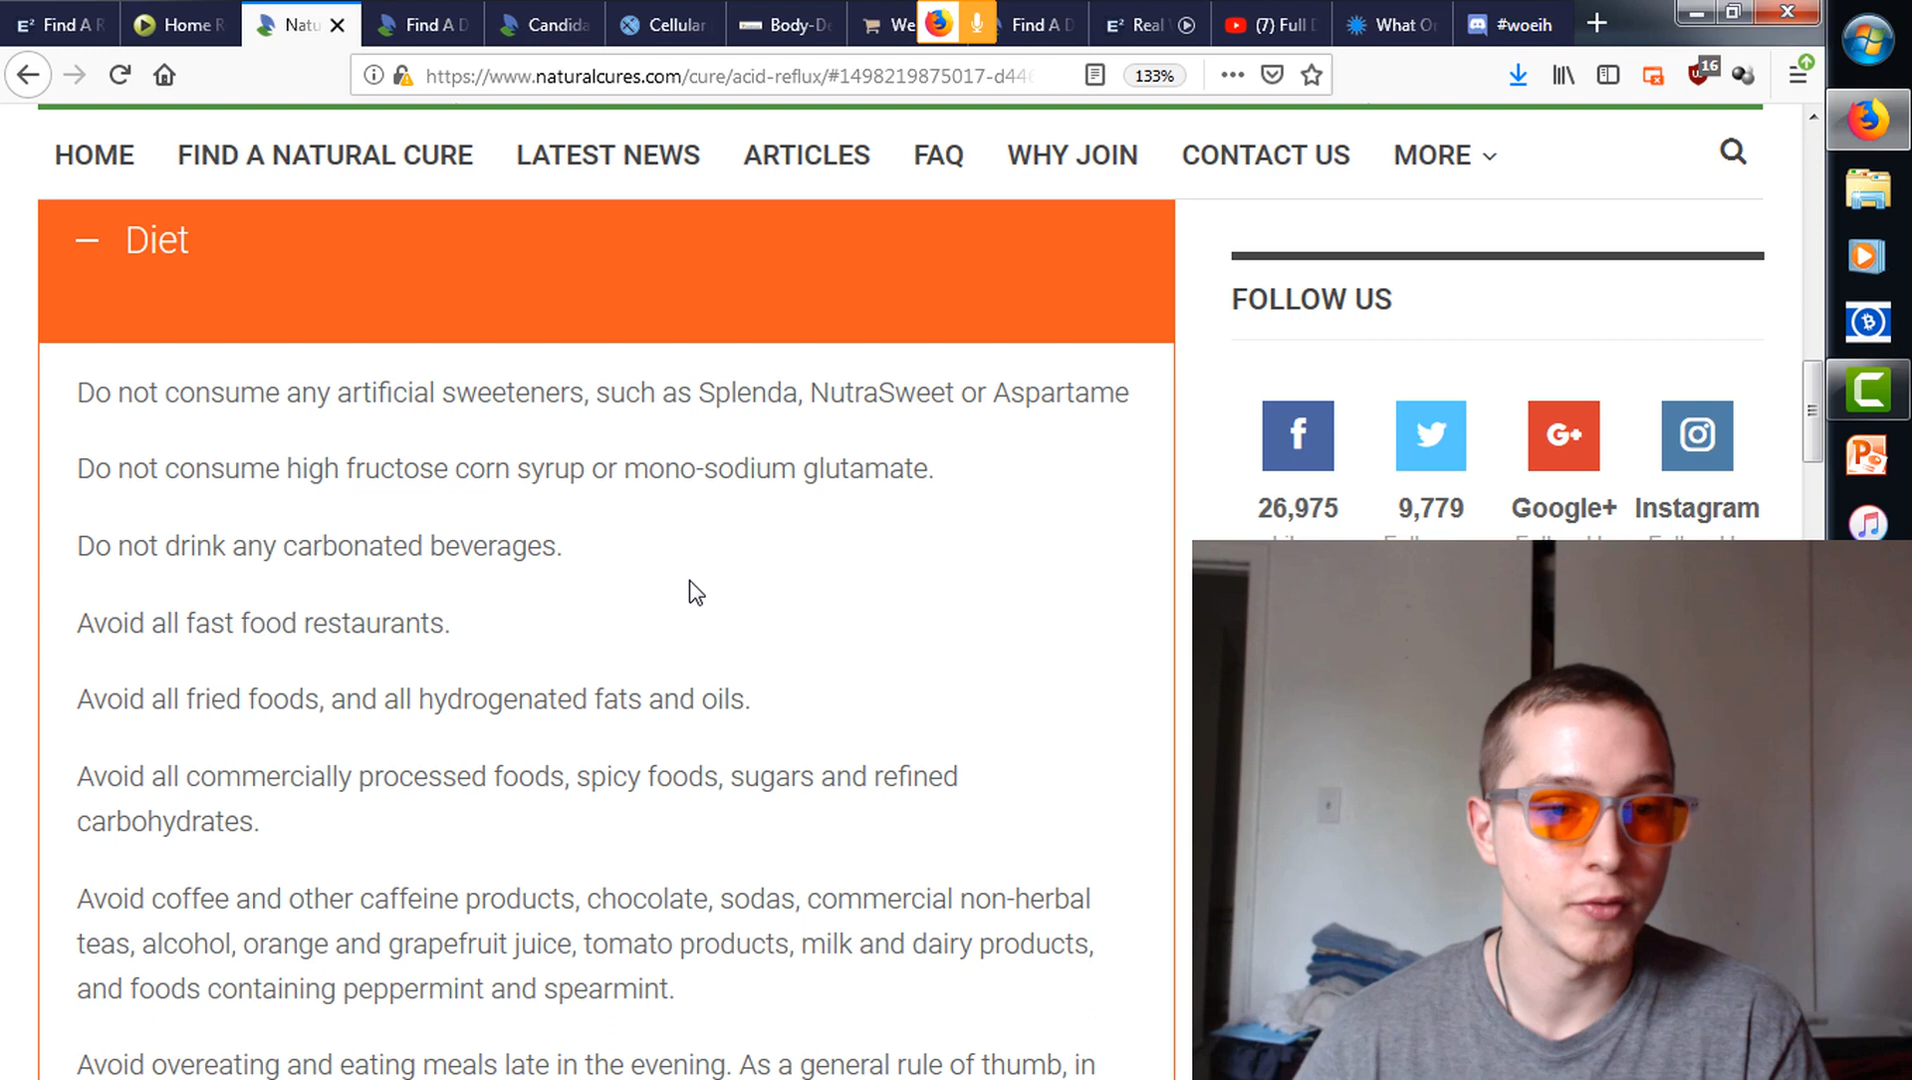 Find A R
Home R
Natu
Find A D
Candida
Cellular
Body-De
We
Find A D
E² Real
(7) Full D
What Or
#woeih
https://www.naturalcures.com/cure/acid-reflux/#1498219875017-d446
133%
16
HOME FIND A NATURAL CURE LATEST NEWS ARTICLES FAQ WHY JOIN CONTACT US MORE
Diet
Do not consume any artificial sweeteners, such as Splenda, NutraSweet or Aspartame
Do not consume high fructose corn syrup or mono-sodium glutamate.
Do not drink any carbonated beverages.
Avoid all fast food restaurants.
Avoid all fried foods, and all hydrogenated fats and oils.
Avoid all commercially processed foods, spicy foods, sugars and refined
carbohydrates.
Avoid coffee and other caffeine products, chocolate, sodas, commercial non-herbal
teas, alcohol, orange and grapefruit juice, tomato products, milk and dairy products,
and foods containing peppermint and spearmint.
Avoid overeating and eating meals late in the evening. As a general rule of thumb, in
FOLLOW US
26,975 9,779 Google+ Instagram